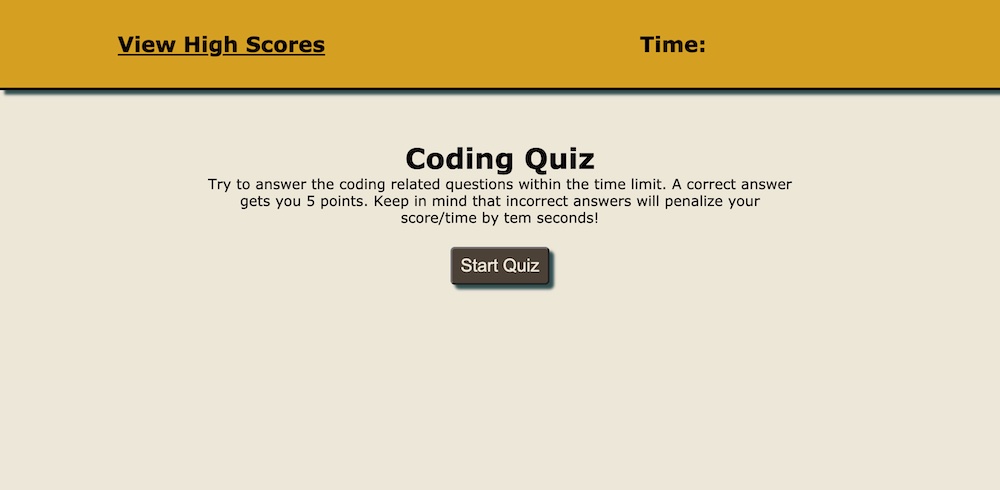 View High Scores
Time:
Coding Quiz
Try to answer the coding related questions within the time limit. A correct answer
gets you 5 points. Keep in mind that incorrect answers will penalize your
score/time by tem seconds!
Start Quiz